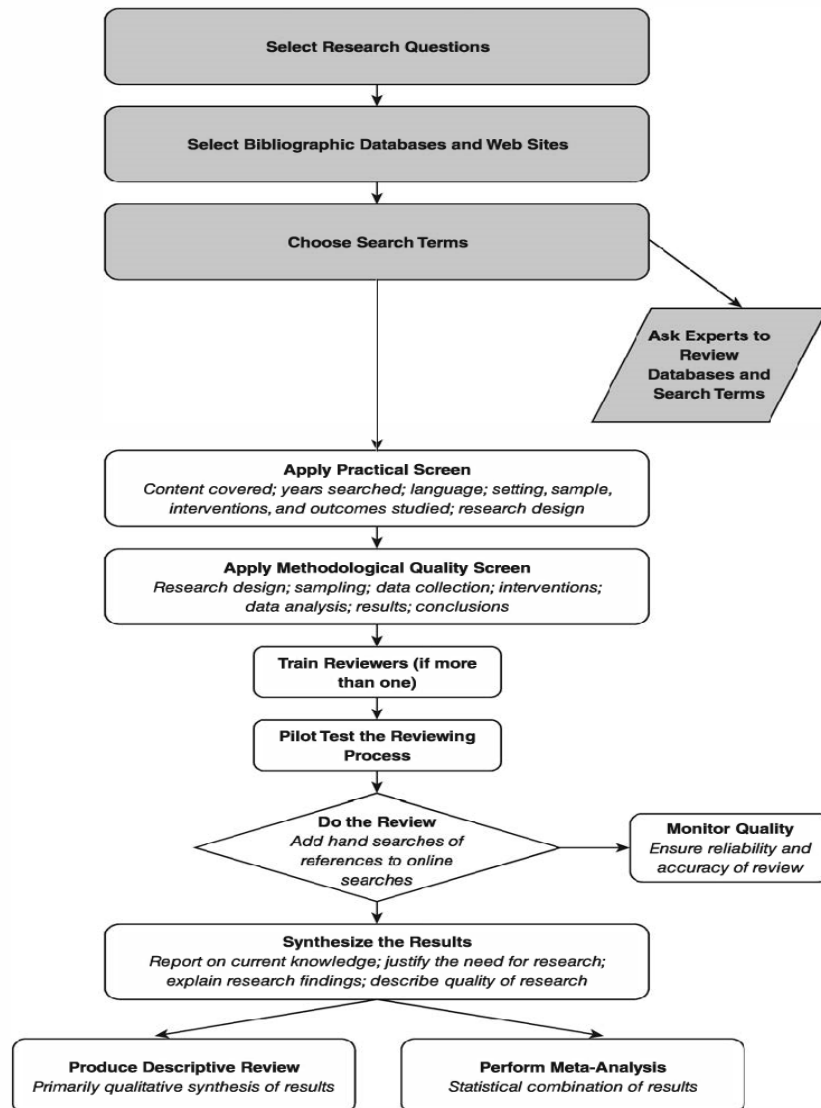 Select Research Questions
Select Bibliographic Databases and Web Sites
Choose Search Terms
Ask Experts to
Review
Databases and
Search Terms
Apply Practical Screen
Content covered; years searched; language; setting, sample,
interventions, and outcomes studied; research design
Apply Methodological Quality Screen
Research design; sampling; data collection; interventions;
data analysis; results; conclusions
Train Reviewers (if more
than one)
Pilot Test the Reviewing
Process
Do the Review
Add hand searches of
references to online
searches
Monitor Quality
Ensure reliability and
accuracy of review
Synthesize the Results
Report on current knowledge; justify the need for research;
explain research findings; describe quality of research
Produce Descriptive Review
Primarily qualitative synthesis of results
Perform Meta-Analysis
Statistical combination of results